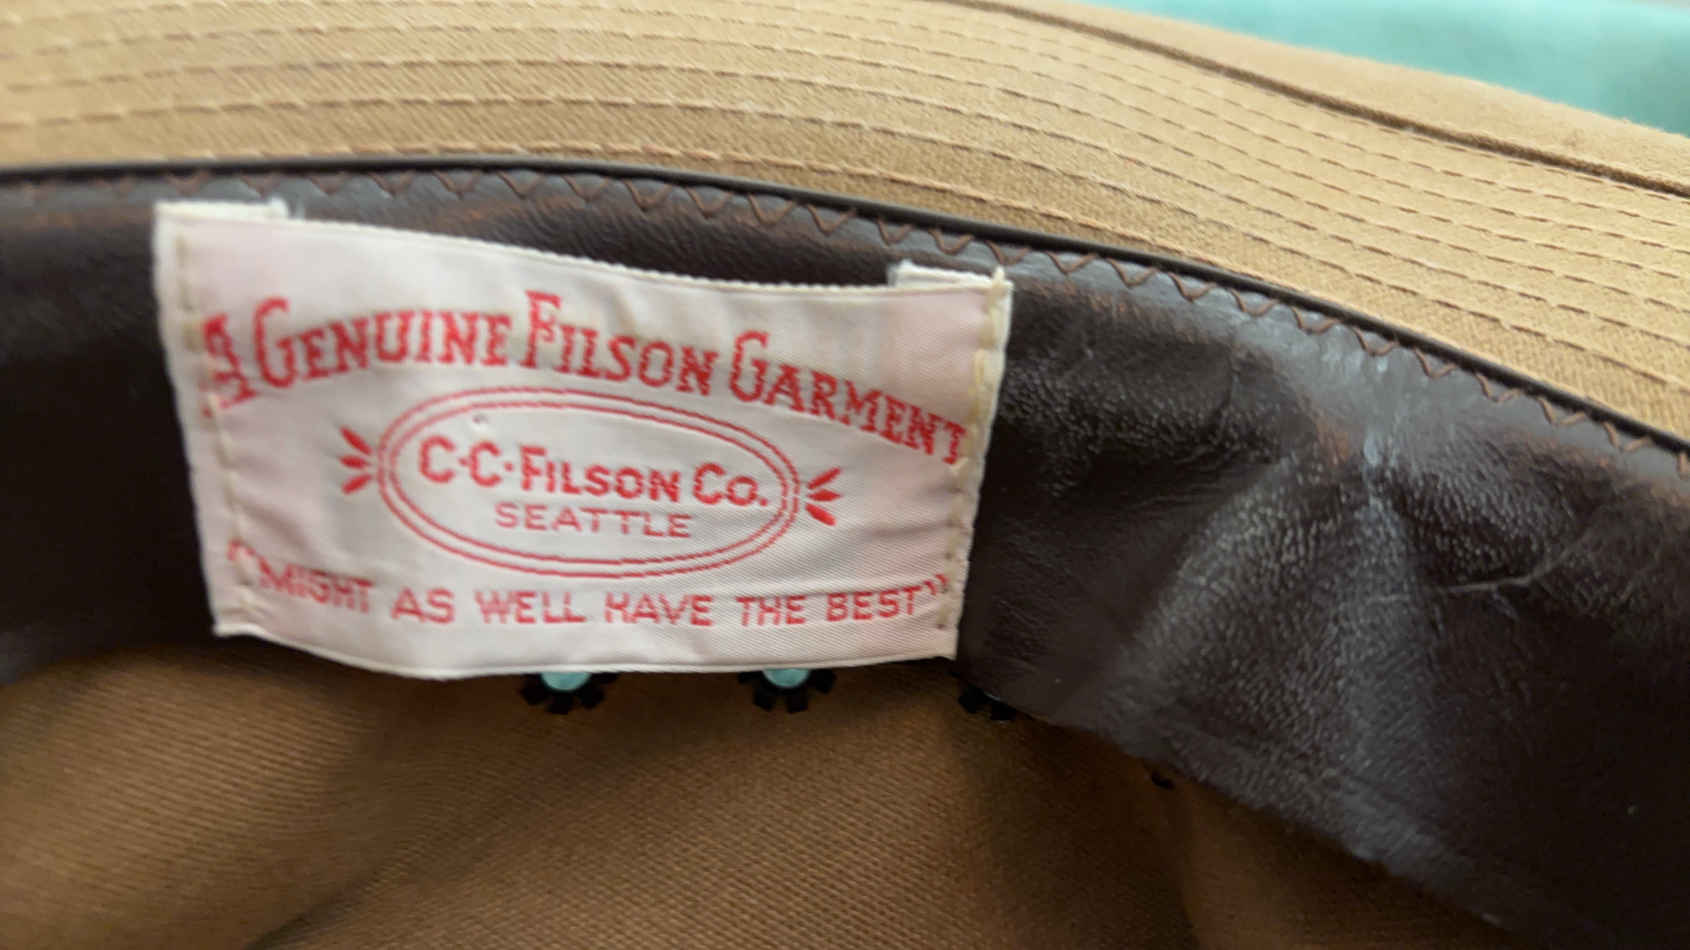 A GENUINE FILSON GARMENT
C·C·FILSON CO.
SEATTLE
"MIGHT AS WELL HAVE THE BEST"